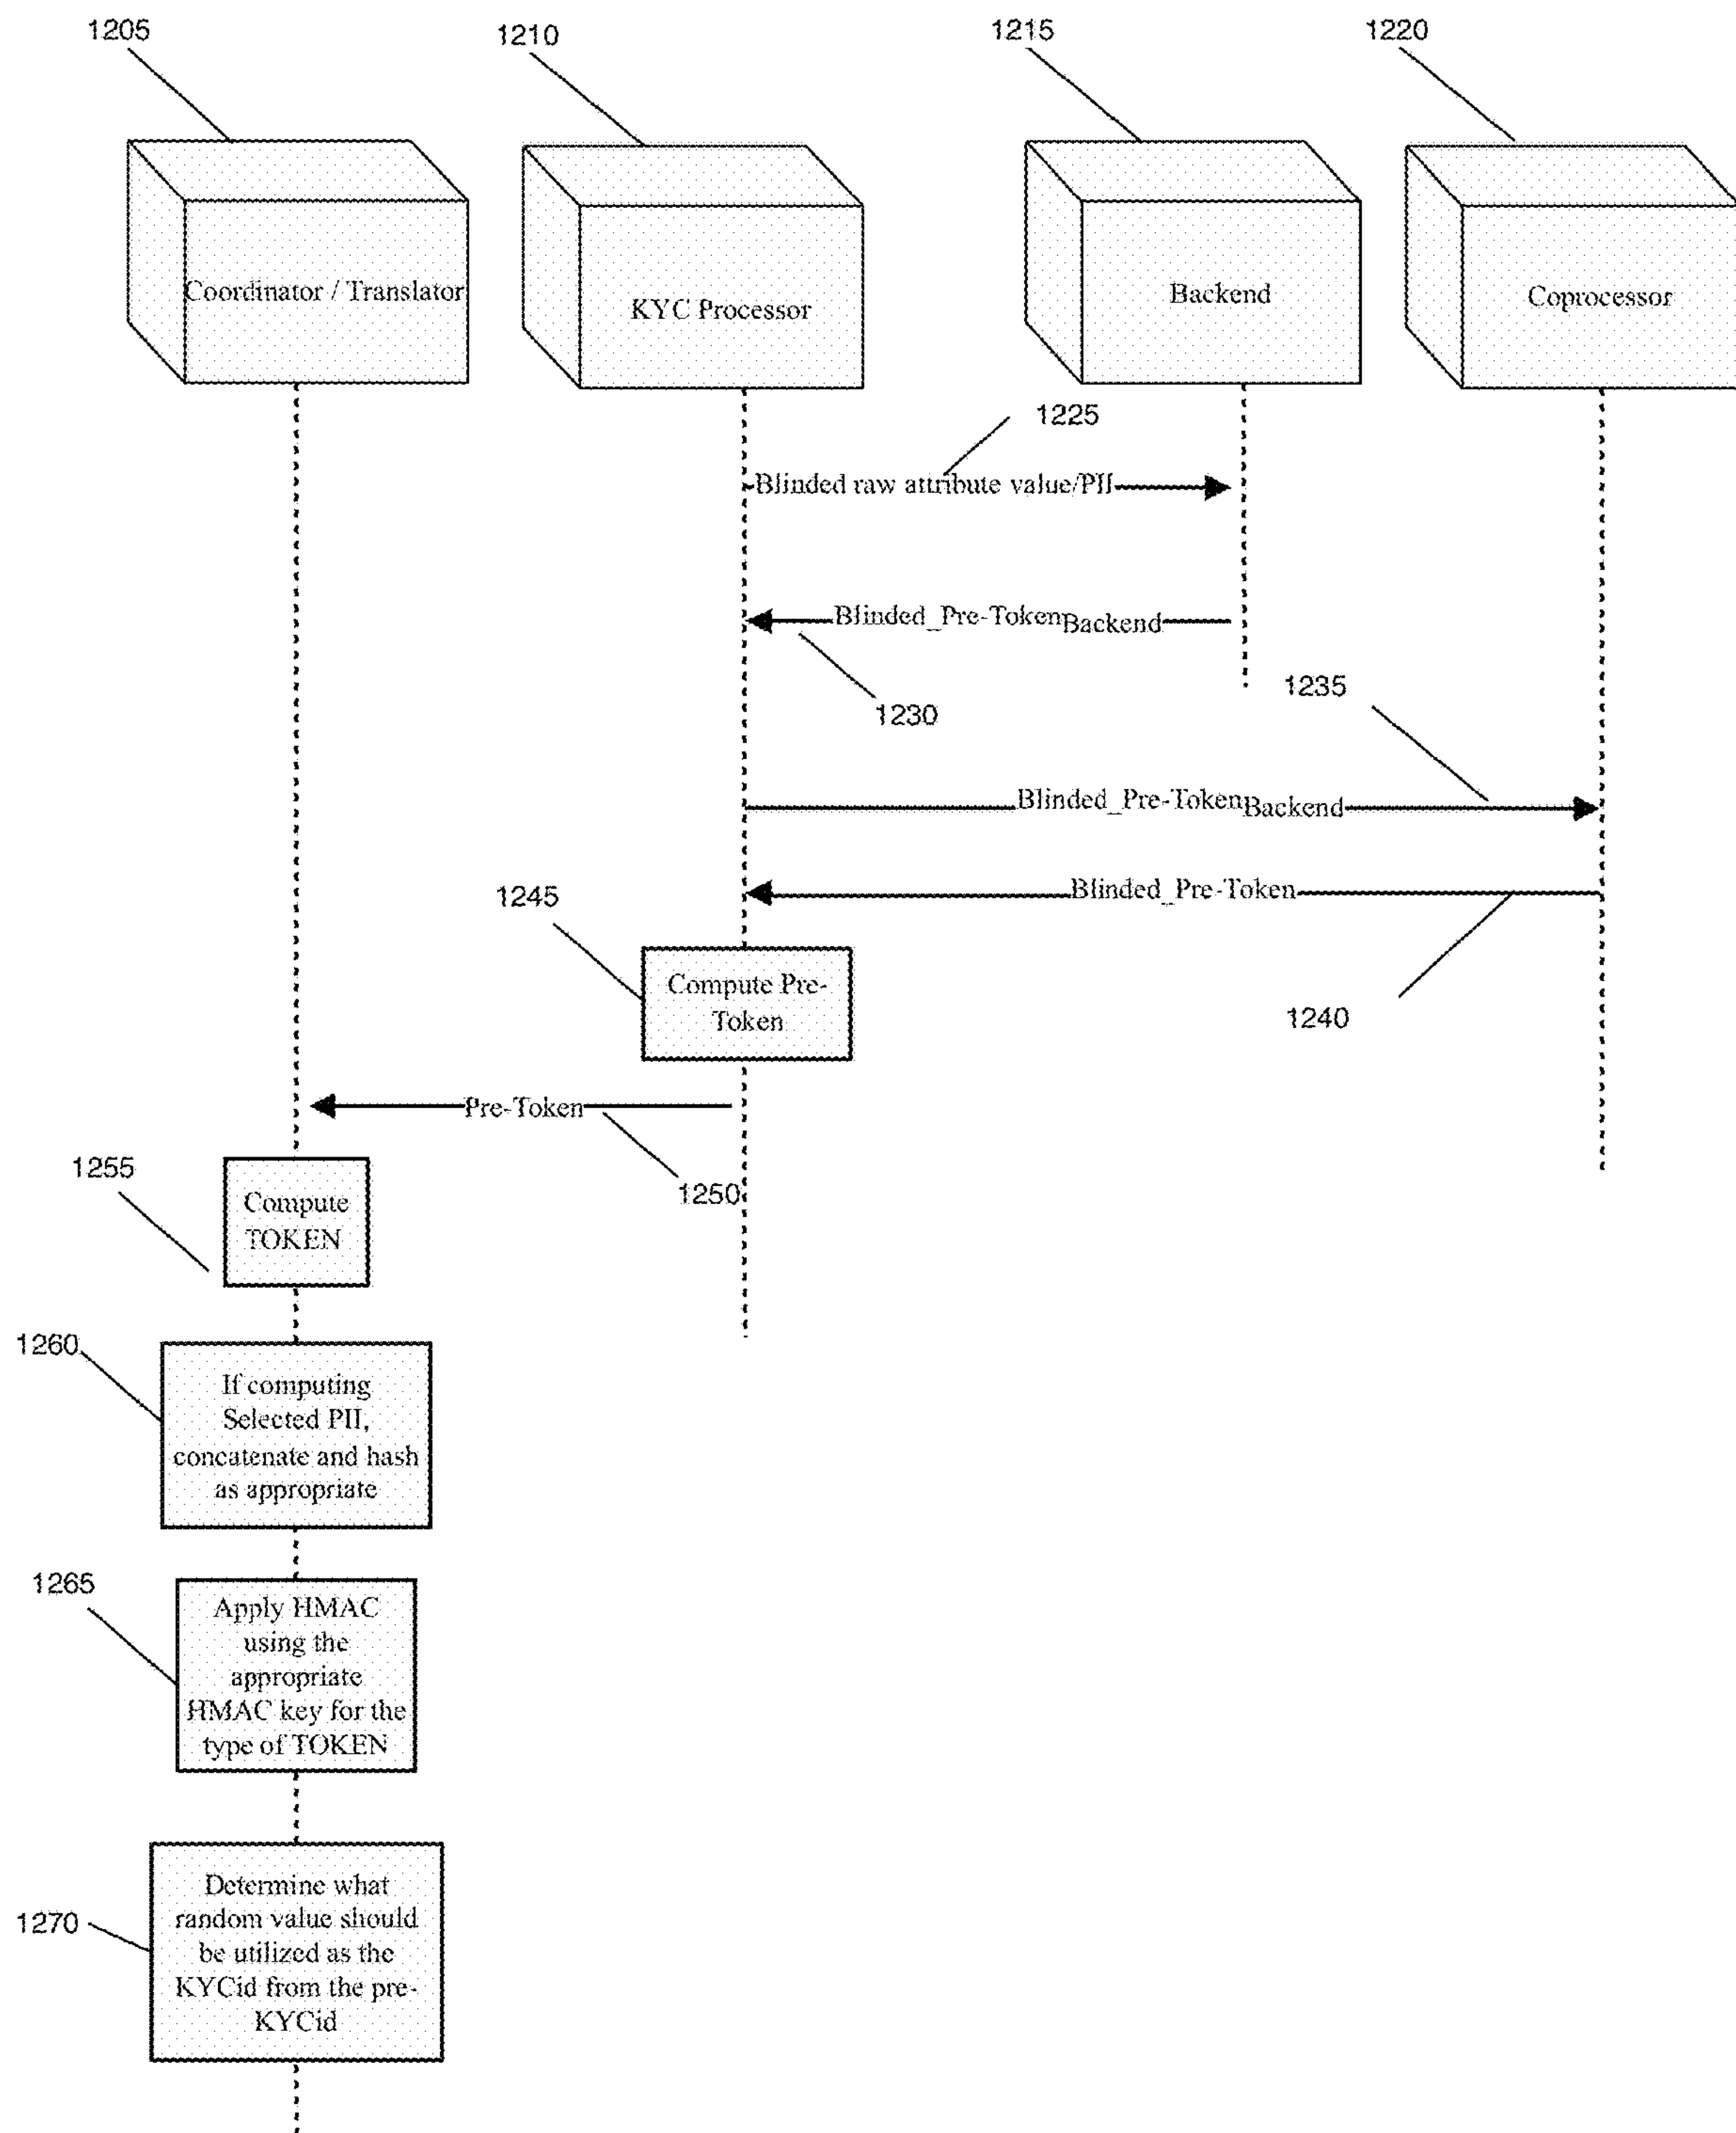 1205
1210
1215
1220
Coordinator / Translator
KYC Processor
Backend
Coprocessor
1225
Blinded raw attribute value/PII
Blinded_Pre-TokenBackend
1230
1235
Blinded_Pre-TokenBackend
1245
Blinded_Pre-Token
Compute Pre-
Token
1240
Pre-Token
1255
1250
Compute
TOKEN
1260
If computing
Selected PII,
concatenate and hash
as appropriate
1265
Apply HMAC
using the
appropriate
HMAC key for the
type of TOKEN
1270
Determine what
random value should
be utilized as the
KYCid from the pre-
KYCid